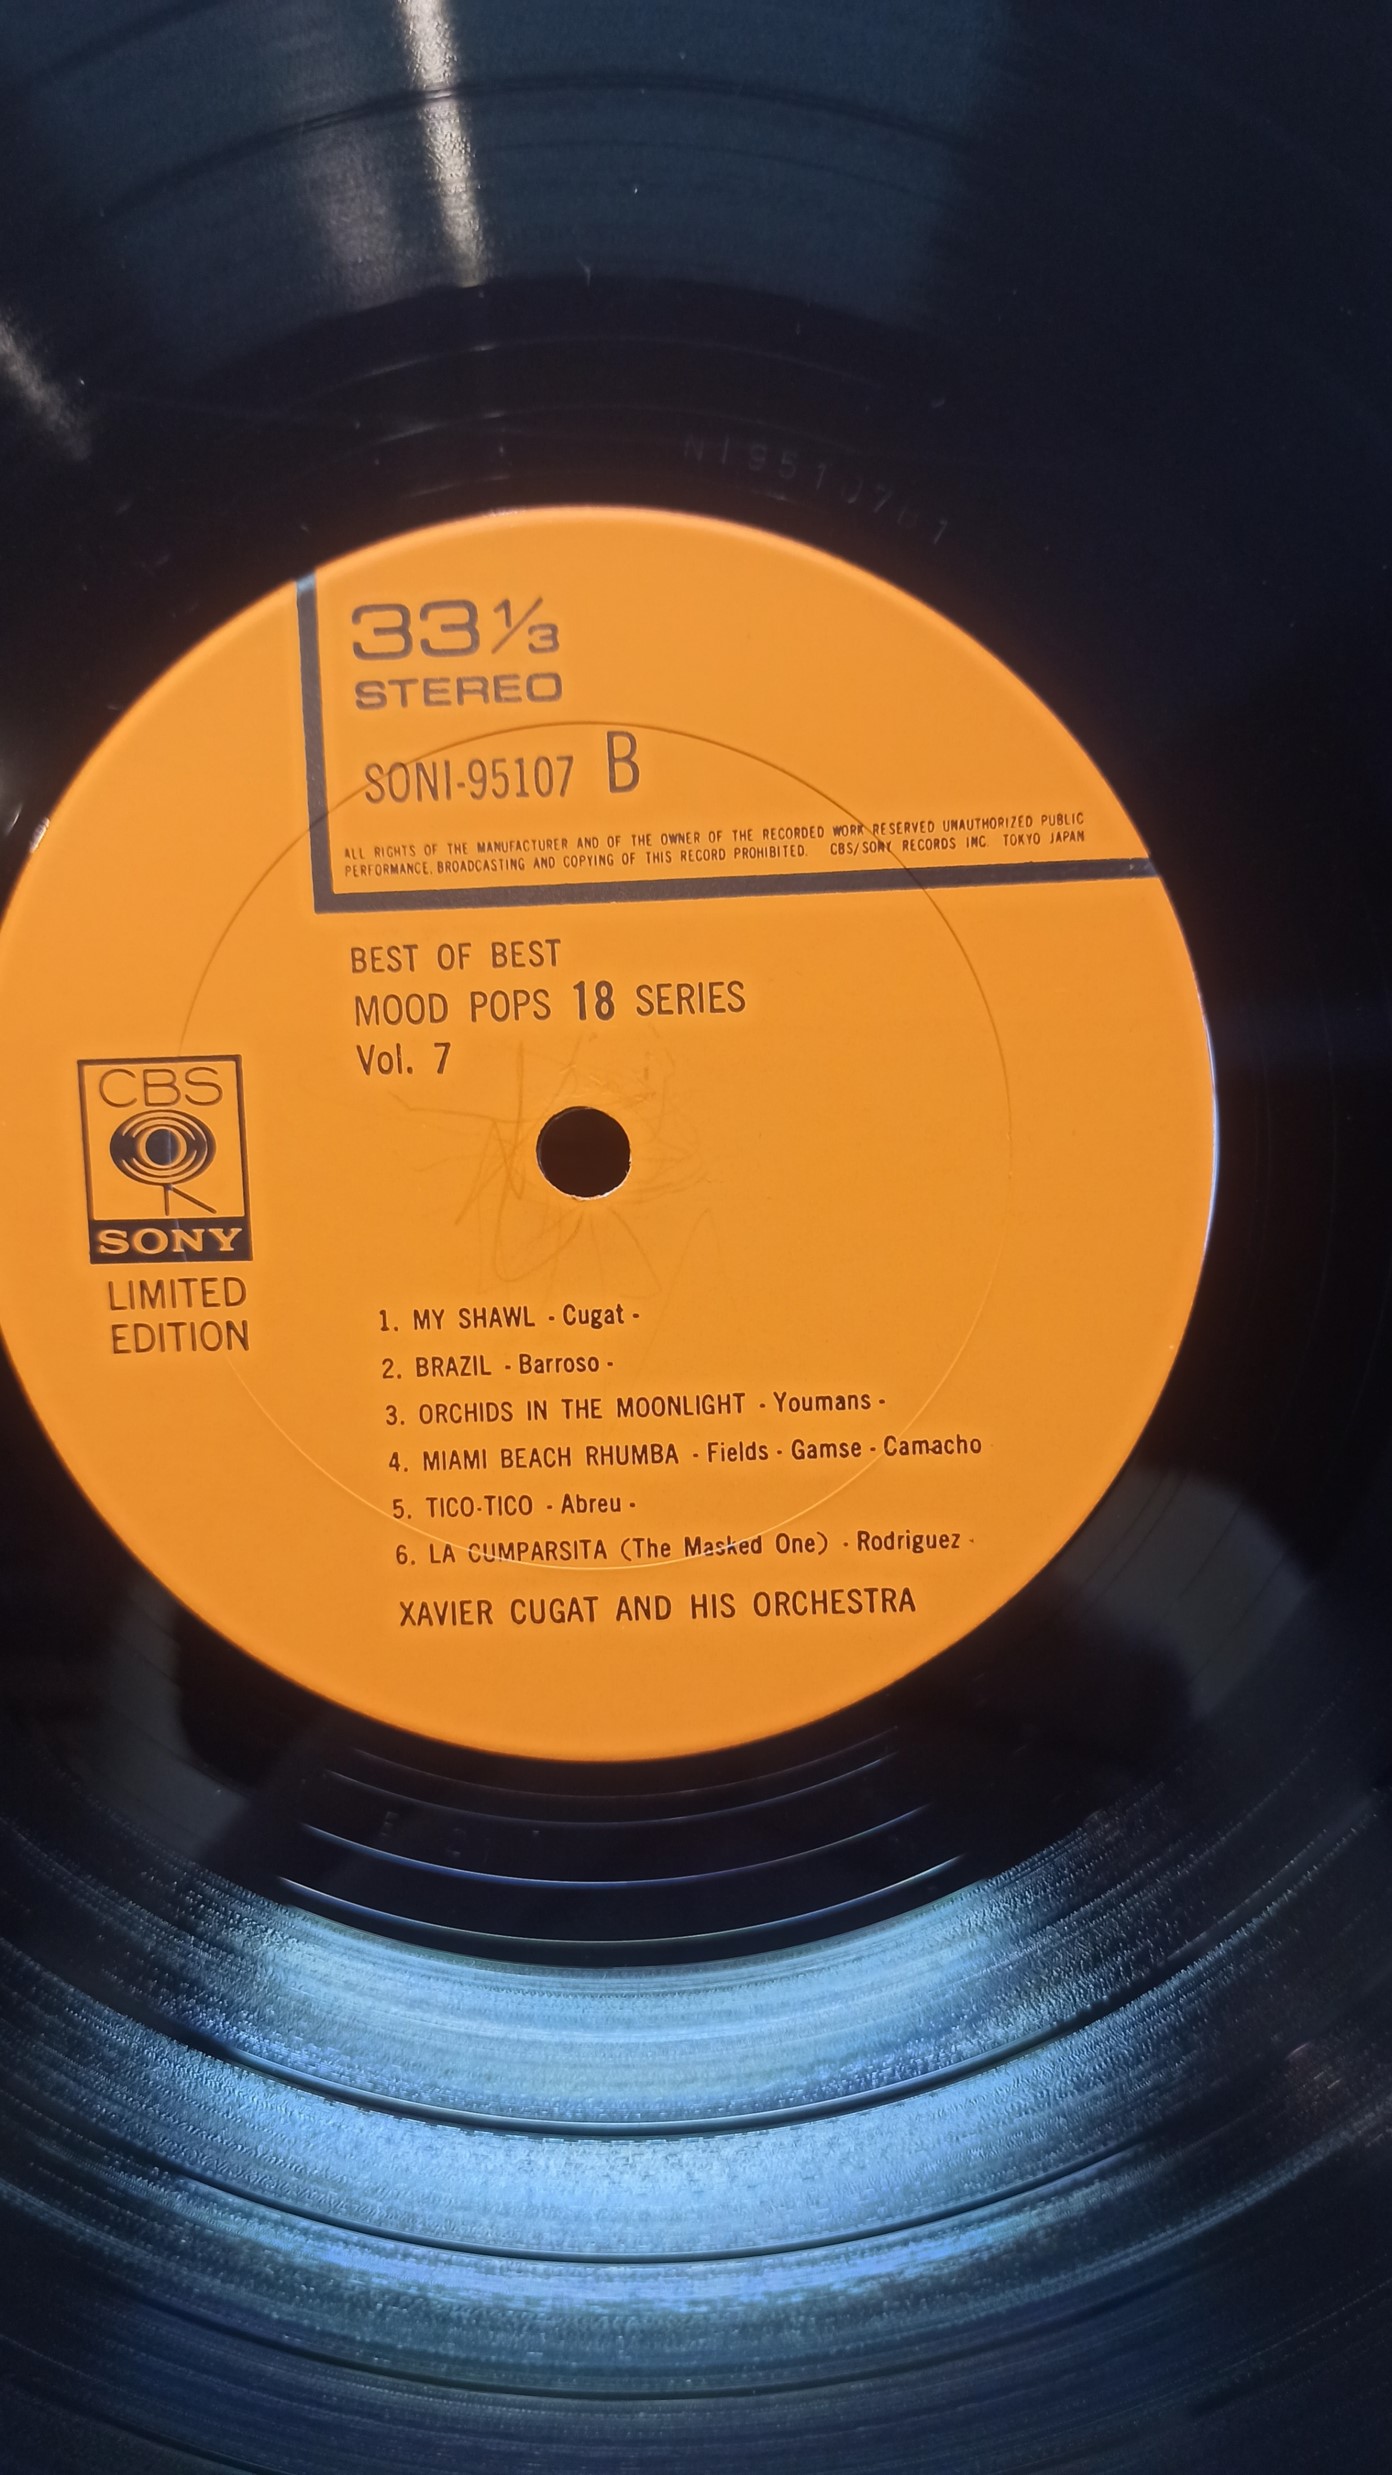 33 1/3
STEREO
SONI-95107 B
ALL RIGHTS OF THE MANUFACTURER AND OF THE OWNER OF THE RECORDED WORK RESERVED UNAUTHORIZED PUBLIC
PERFORMANCE. BROADCASTING AND COPYING OF THIS RECORD PROHIBITED. CBS/SONY RECORDS INC. TOKYO JAPAN
BEST OF BEST
MOOD POPS 18 SERIES
Vol. 7
CBS
SONY
LIMITED
EDITION
1. MY SHAWL - Cugat -
2. BRAZIL - Barroso -
3. ORCHIDS IN THE MOONLIGHT - Youmans -
4. MIAMI BEACH RHUMBA - Fields - Gamse - Camacho
5. TICO-TICO - Abreu -
6. LA CUMPARSITA (The Masked One) - Rodriguez -
XAVIER CUGAT AND HIS ORCHESTRA